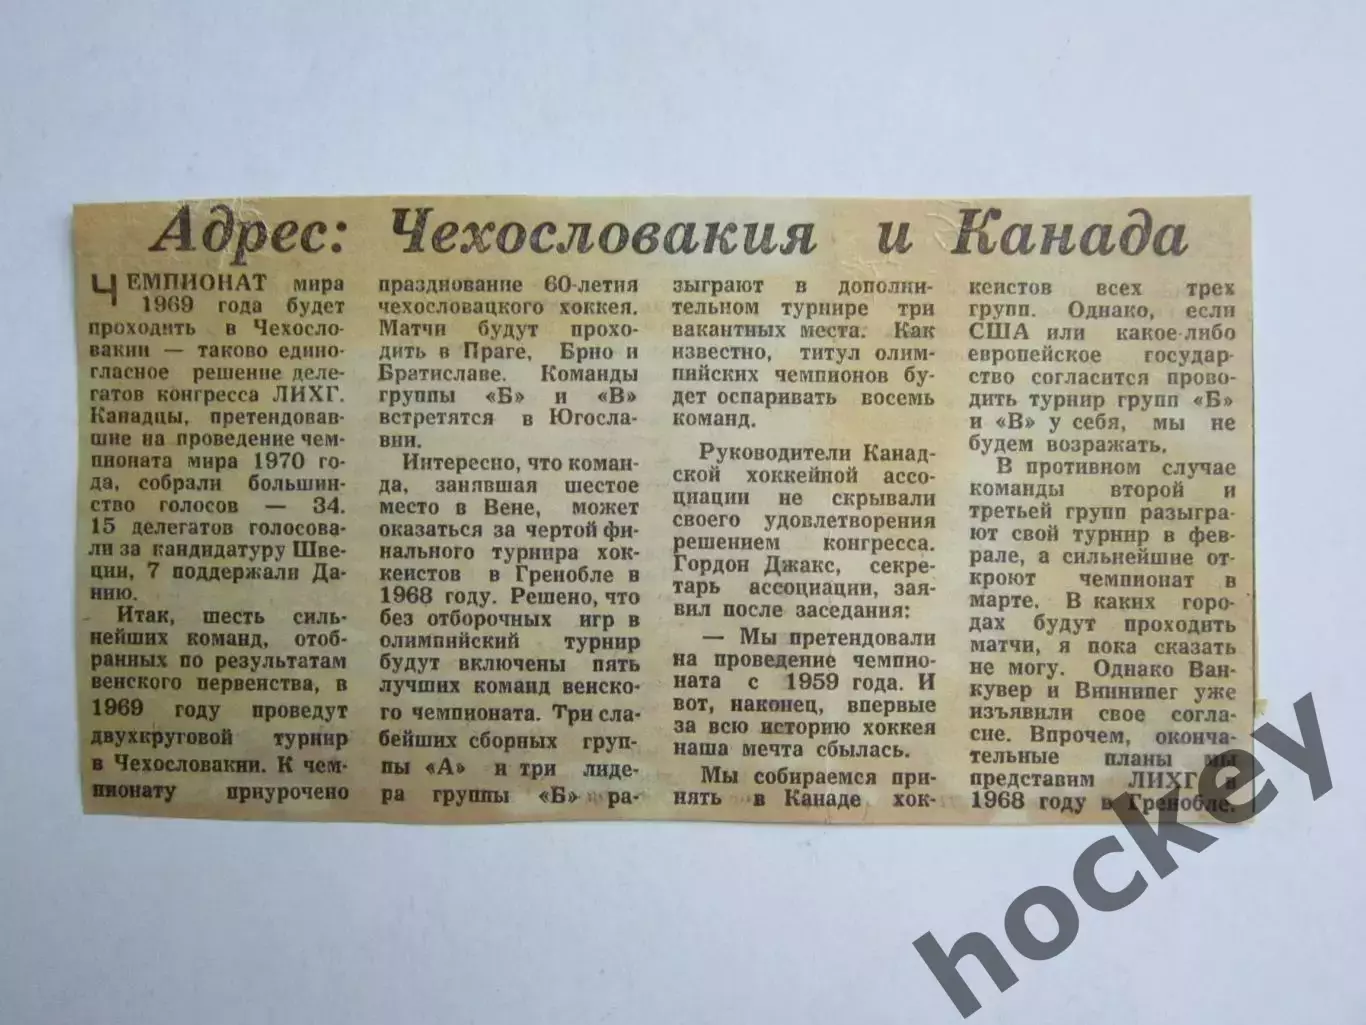 Адрес: Чехословакия и Канада
ЧЕМПИОНАТ мира
1969 года будет
проходить в Чехосло-
вакии — таково едино-
гласное решение деле-
гатов конгресса ЛИХГ.
Канадцы, претендовав-
шие на проведение чем-
пионата мира 1970 го-
да, собрали большин-
ство голосов — 34.
15 делегатов голосова-
ли за кандидатуру Шве-
ции, 7 поддержали Да-
нию.
Итак, шесть силь-
нейших команд, отоб-
ранных по результатам
венского первенства, в
1969 году проведут
двухкруговой турнир
в Чехословакии. К чем-
пионату приурочено
празднование 60-летия
чехословацкого хоккея.
Матчи будут прохо-
дить в Праге, Брно и
Братиславе. Команды
группы «Б» и «В»
встретятся в Югосла-
вии.
Интересно, что коман-
да, занявшая шестое
место в Вене, может
оказаться за чертой фи-
нального турнира хок-
кеистов в Гренобле в
1968 году. Решено, что
без отборочных игр в
олимпийский турнир
будут включены пять
лучших команд венско-
го чемпионата. Три сла-
бейших сборных груп-
пы «А» и три лиде-
ра группы «Б» ра-
зыграют в дополни-
тельном турнире три
вакантных места. Как
известно, титул олим-
пийских чемпионов бу-
дет оспаривать восемь
команд.
Руководители Канад-
ской хоккейной ассо-
циации не скрывали
своего удовлетворения
решением конгресса.
Гордон Джакс, секре-
тарь ассоциации, зая-
вил после заседания:
— Мы претендовали
на проведение чемпио-
ната с 1959 года. И
вот, наконец, впервые
за всю историю хоккея
наша мечта сбылась.
Мы собираемся при-
нять в Канаде хок-
кеистов всех трех
групп. Однако, если
США или какое-либо
европейское государ-
ство согласится прово-
дить турнир групп «Б»
и «В» у себя, мы не
будем возражать.
В противном случае
команды второй и
третьей групп разыгра-
ют свой турнир в фев-
рале, а сильнейшие от-
кроют чемпионат в
марте. В каких горо-
дах будут проходить
матчи, я пока сказать
не могу. Однако Ван-
кувер и Виннипег уже
изъявили свое согла-
сие. Впрочем, оконча-
тельные планы мы
представим ЛИХГ в
1968 году в Гренобле.
hockey